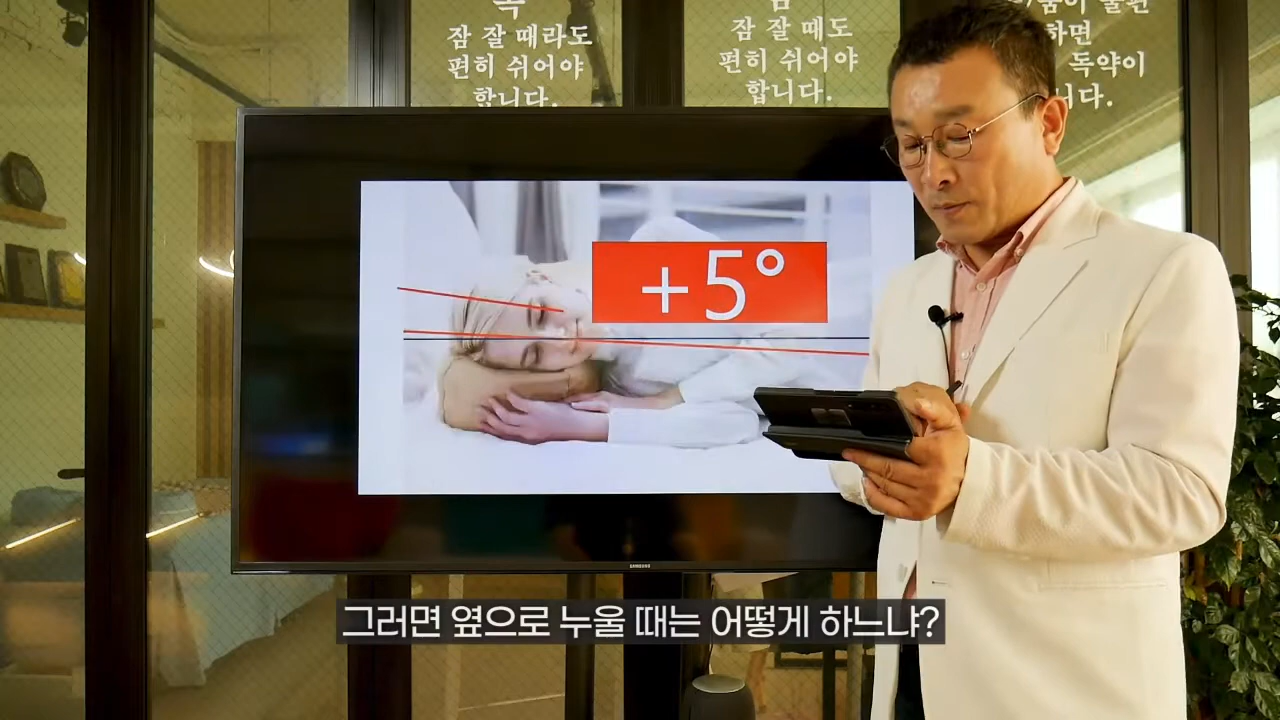 잠 잘 때라도
편히 쉬어야
합니다.
잠 잘 때도
편히 쉬어야
합니다.
하면
독약이
니다.
+5°
SAMSUNG
그러면 옆으로 누울 때는 어떻게 하느냐?